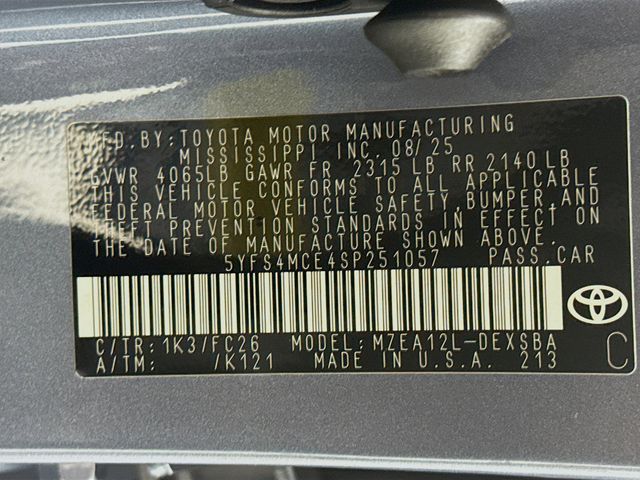 MFD.BY:TOYOTA MOTOR MANUFACTURING
MISSISSIPPI INC. 08/25
GVWR 4065LB GAWR FR 2315 LB RR 2140 LB
THIS VEHICLE CONFORMS TO ALL APPLICABLE
FEDERAL MOTOR VEHICLE SAFETY,BUMPER,AND
THEFT PREVENTION STANDARDS IN EFFECT ON
THE DATE OF MANUFACTURE SHOWN ABOVE.
5YFS4MCE4SP251057 PASS.CAR
C/TR:1K3/FC26 MODEL:MZEA12L-DEXSBA
A/TM: /K121 MADE IN U.S.A. 213
C